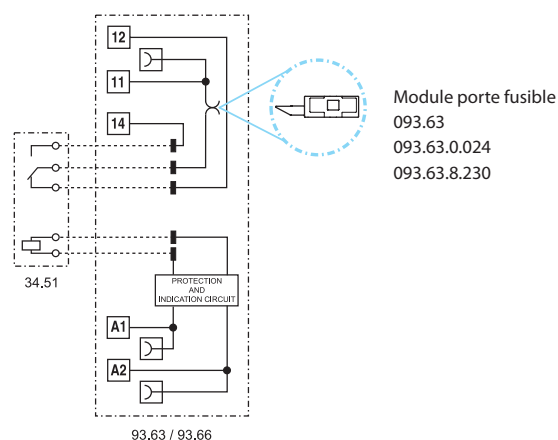 12
11
14
Module porte fusible
093.63
093.63.0.024
093.63.8.230
34.51
PROTECTION
AND
INDICATION CIRCUIT
A1
A2
93.63 / 93.66